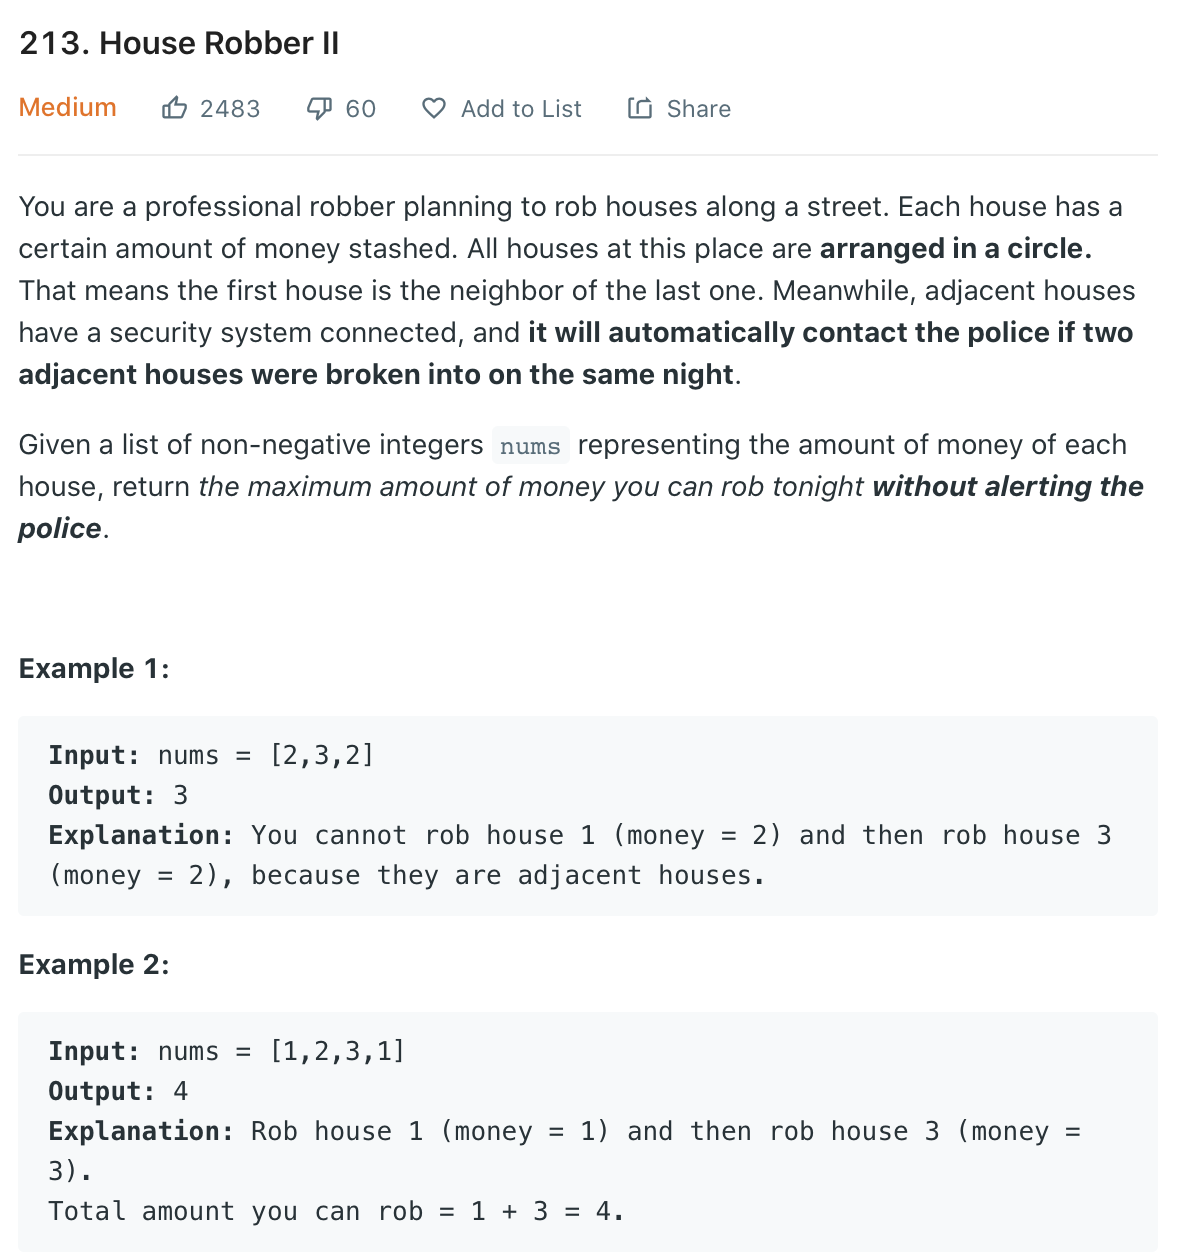 213. House Robber II
Medium 2483 60 Add to List Share
You are a professional robber planning to rob houses along a street. Each house has a
certain amount of money stashed. All houses at this place are arranged in a circle.
That means the first house is the neighbor of the last one. Meanwhile, adjacent houses
have a security system connected, and it will automatically contact the police if two
adjacent houses were broken into on the same night.
Given a list of non-negative integers nums representing the amount of money of each
house, return the maximum amount of money you can rob tonight without alerting the
police.
Example 1:
Input: nums = [2,3,2]
Output: 3
Explanation: You cannot rob house 1 (money = 2) and then rob house 3
(money = 2), because they are adjacent houses.
Example 2:
Input: nums = [1,2,3,1]
Output: 4
Explanation: Rob house 1 (money = 1) and then rob house 3 (money =
3).
Total amount you can rob = 1 + 3 = 4.